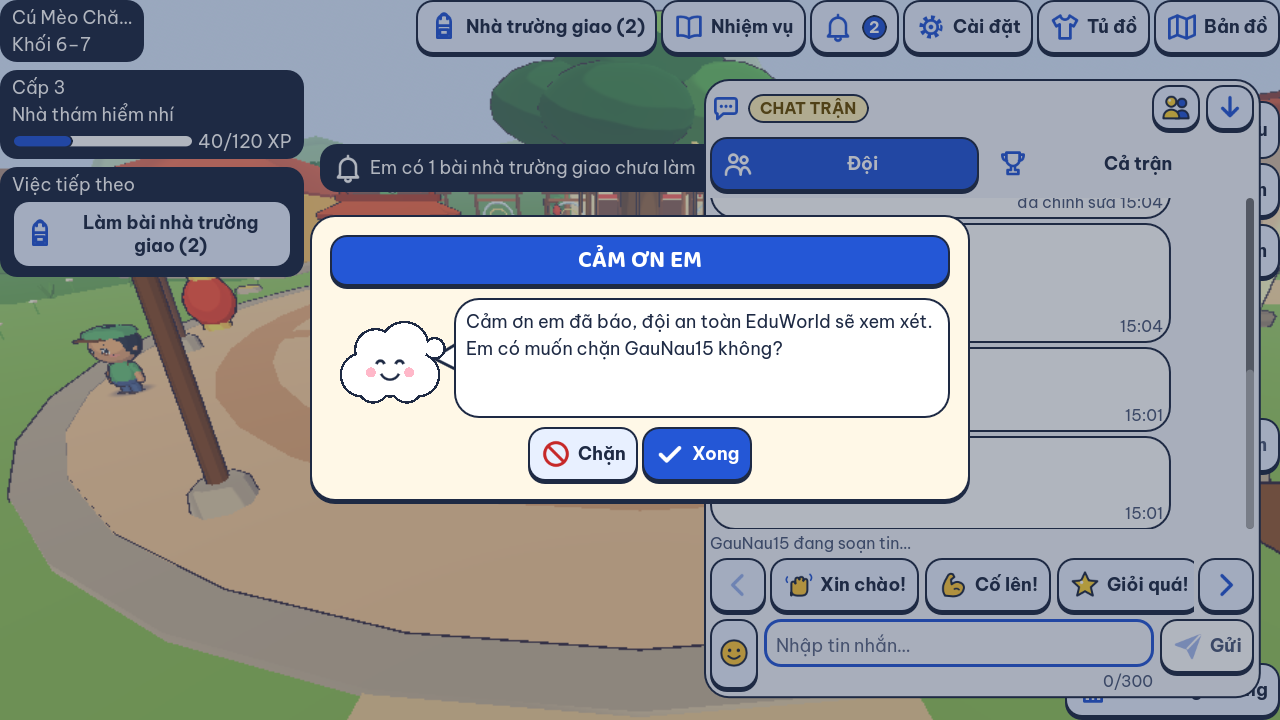 Cú Mèo Chă...
Khối 6–7
Nhà trường giao (2)
Nhiệm vụ
2
Cài đặt
Tủ đồ
Bản đồ
Cấp 3
Nhà thám hiểm nhí
40/120 XP
Việc tiếp theo
Làm bài nhà trường
giao (2)
Em có 1 bài nhà trường giao chưa làm
CHAT TRẬN
Đội
Cả trận
đã chỉnh sửa 15:04
15:04
15:01
15:01
CẢM ƠN EM
Cảm ơn em đã báo, đội an toàn EduWorld sẽ xem xét.
Em có muốn chặn GauNau15 không?
Chặn
Xong
GauNau15 đang soạn tin...
Xin chào!
Cố lên!
Giỏi quá!
Nhập tin nhắn...
Gửi
0/300